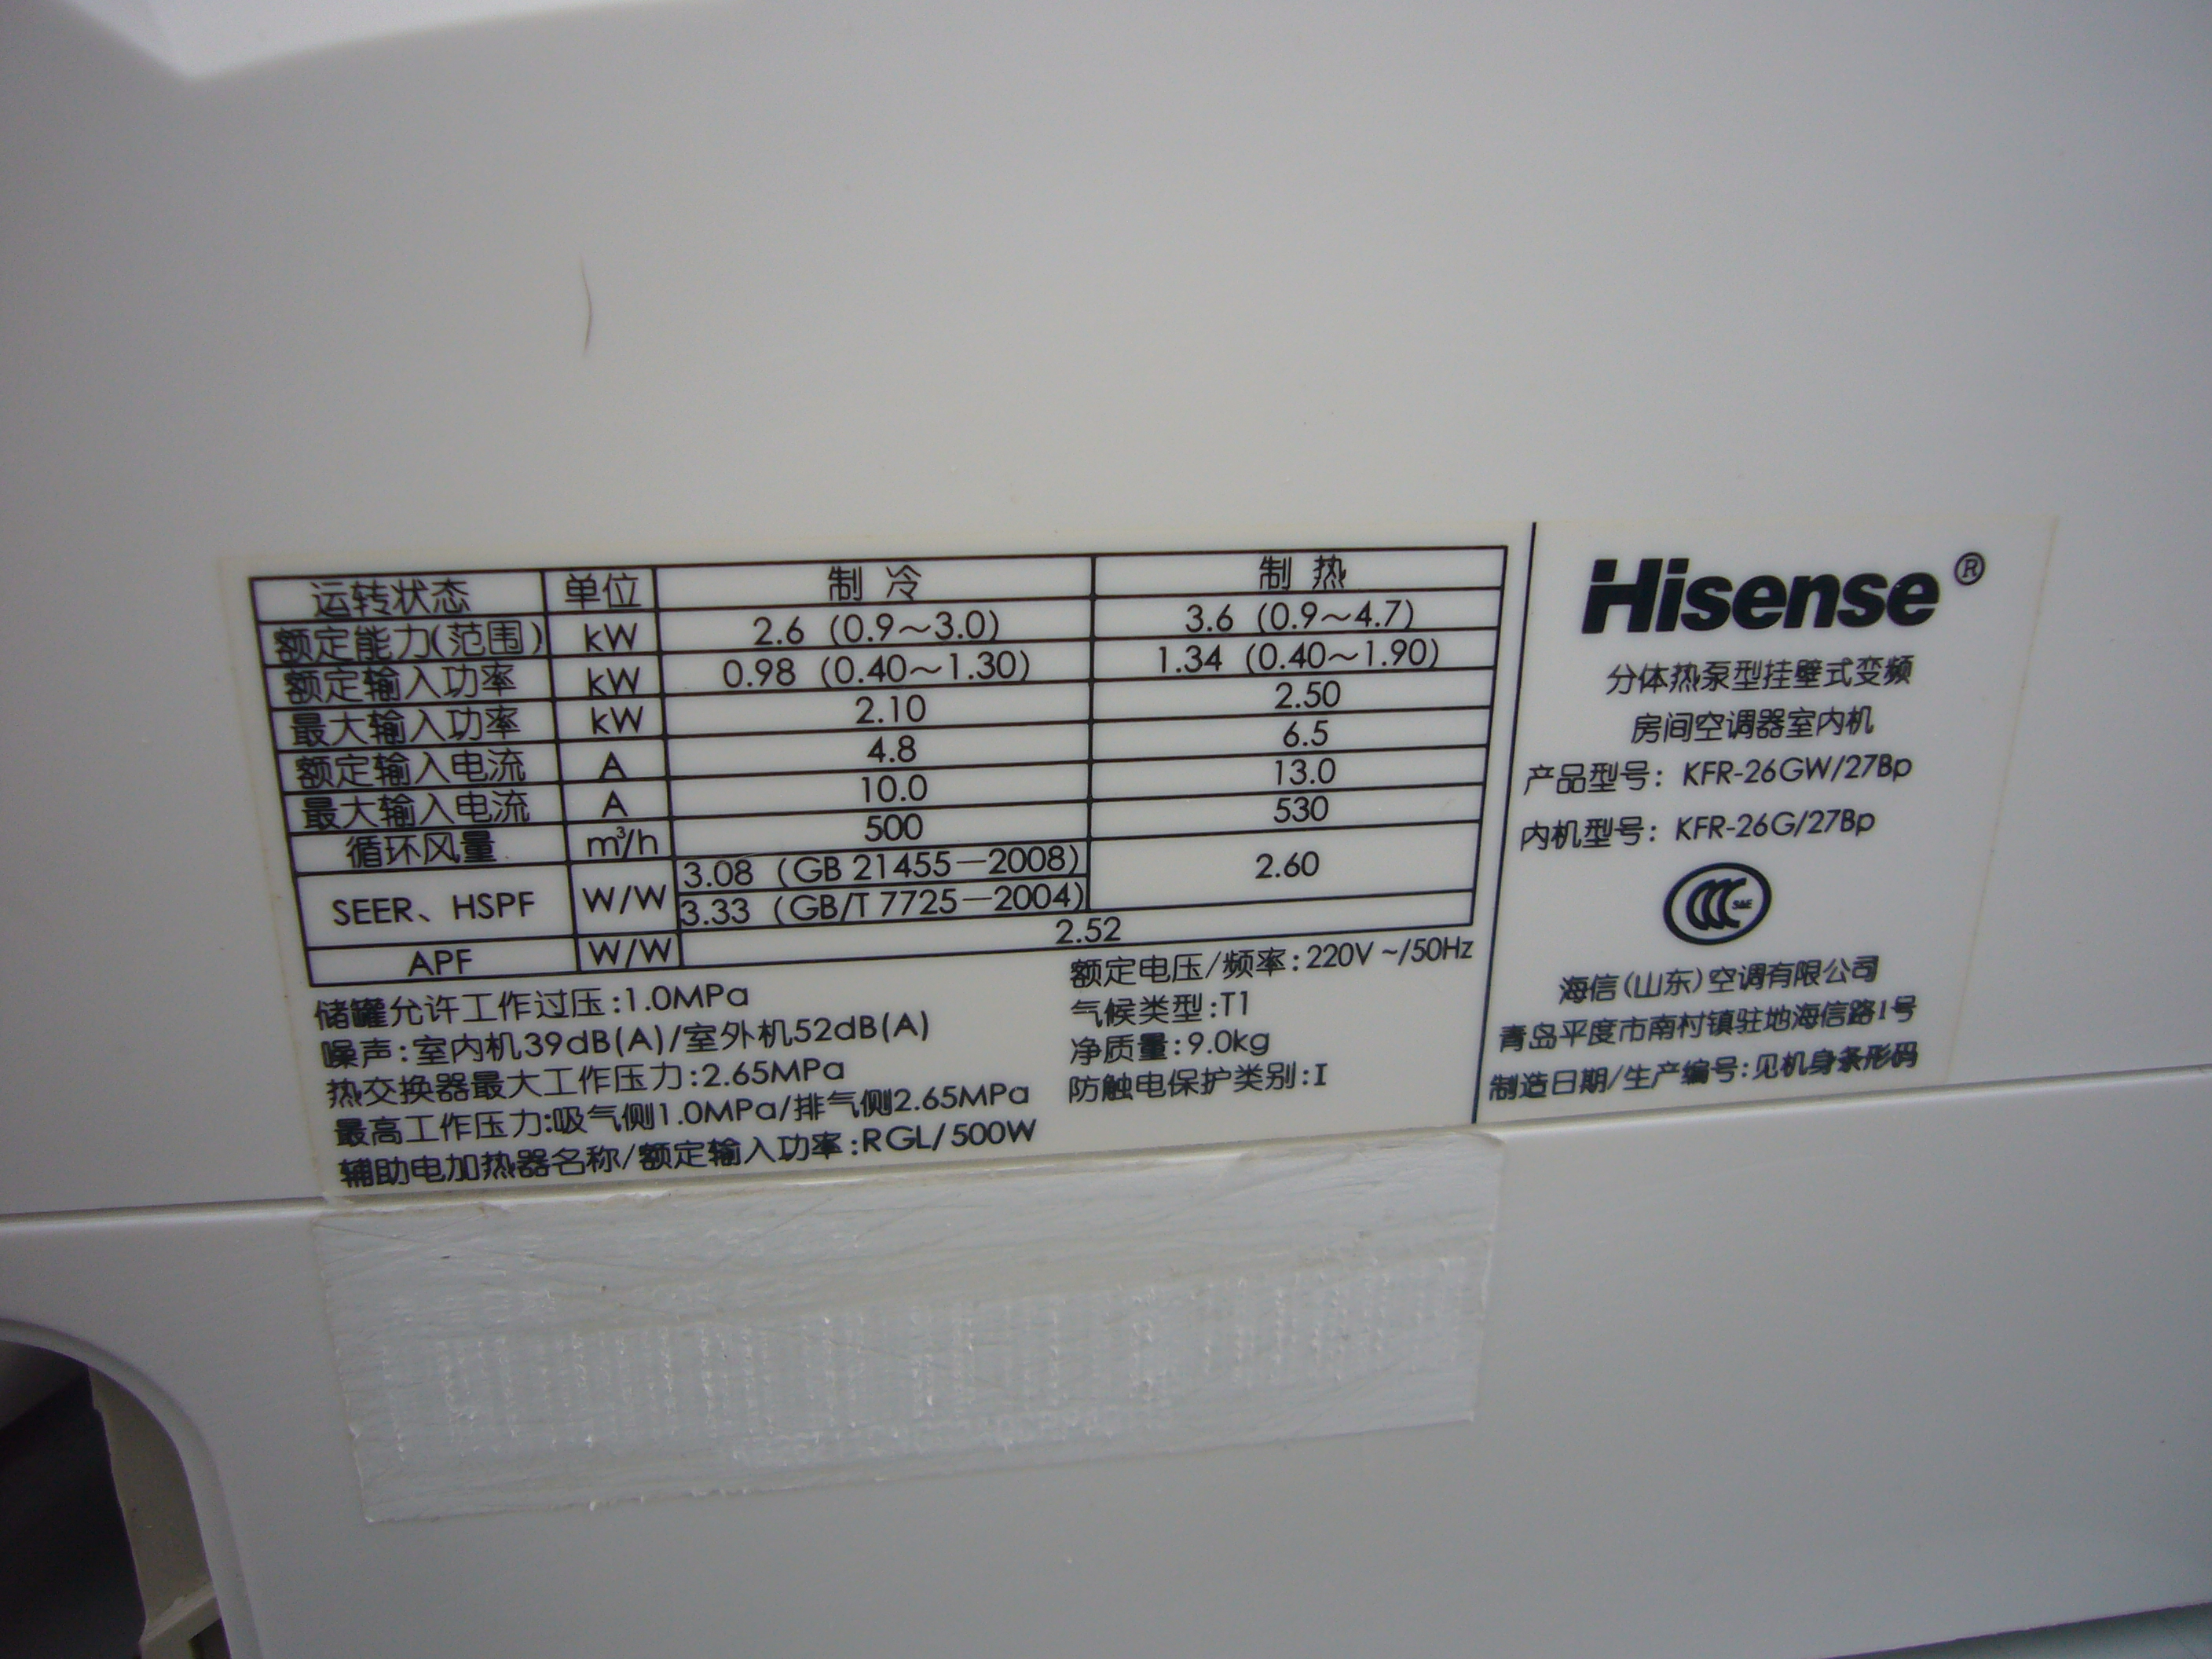 运转状态 单位 制 冷 制 热
额定能力(范围) kW 2.6 (0.9～3.0) 3.6 (0.9～4.7)
额定输入功率 kW 0.98 (0.40～1.30) 1.34 (0.40～1.90)
最大输入功率 kW 2.10 2.50
额定输入电流 A 4.8 6.5
最大输入电流 A 10.0 13.0
循环风量 m³/h 500 530
SEER、HSPF W/W 3.08 (GB 21455—2008) 2.60
3.33 (GB/T 7725—2004)
APF W/W 2.52
储罐允许工作过压:1.0MPa
噪声:室内机39dB(A)/室外机52dB(A)
热交换器最大工作压力:2.65MPa
最高工作压力:吸气侧1.0MPa/排气侧2.65MPa
辅助电加热器名称/额定输入功率:RGL/500W
额定电压/频率:220V ~/50Hz
气候类型:T1
净质量:9.0kg
防触电保护类别:I
Hisense®
分体热泵型挂壁式变频
房间空调器室内机
产品型号: KFR-26GW/27Bp
内机型号: KFR-26G/27Bp
CCC S&E
海信(山东)空调有限公司
青岛平度市南村镇驻地海信路1号
制造日期/生产编号:见机身条形码